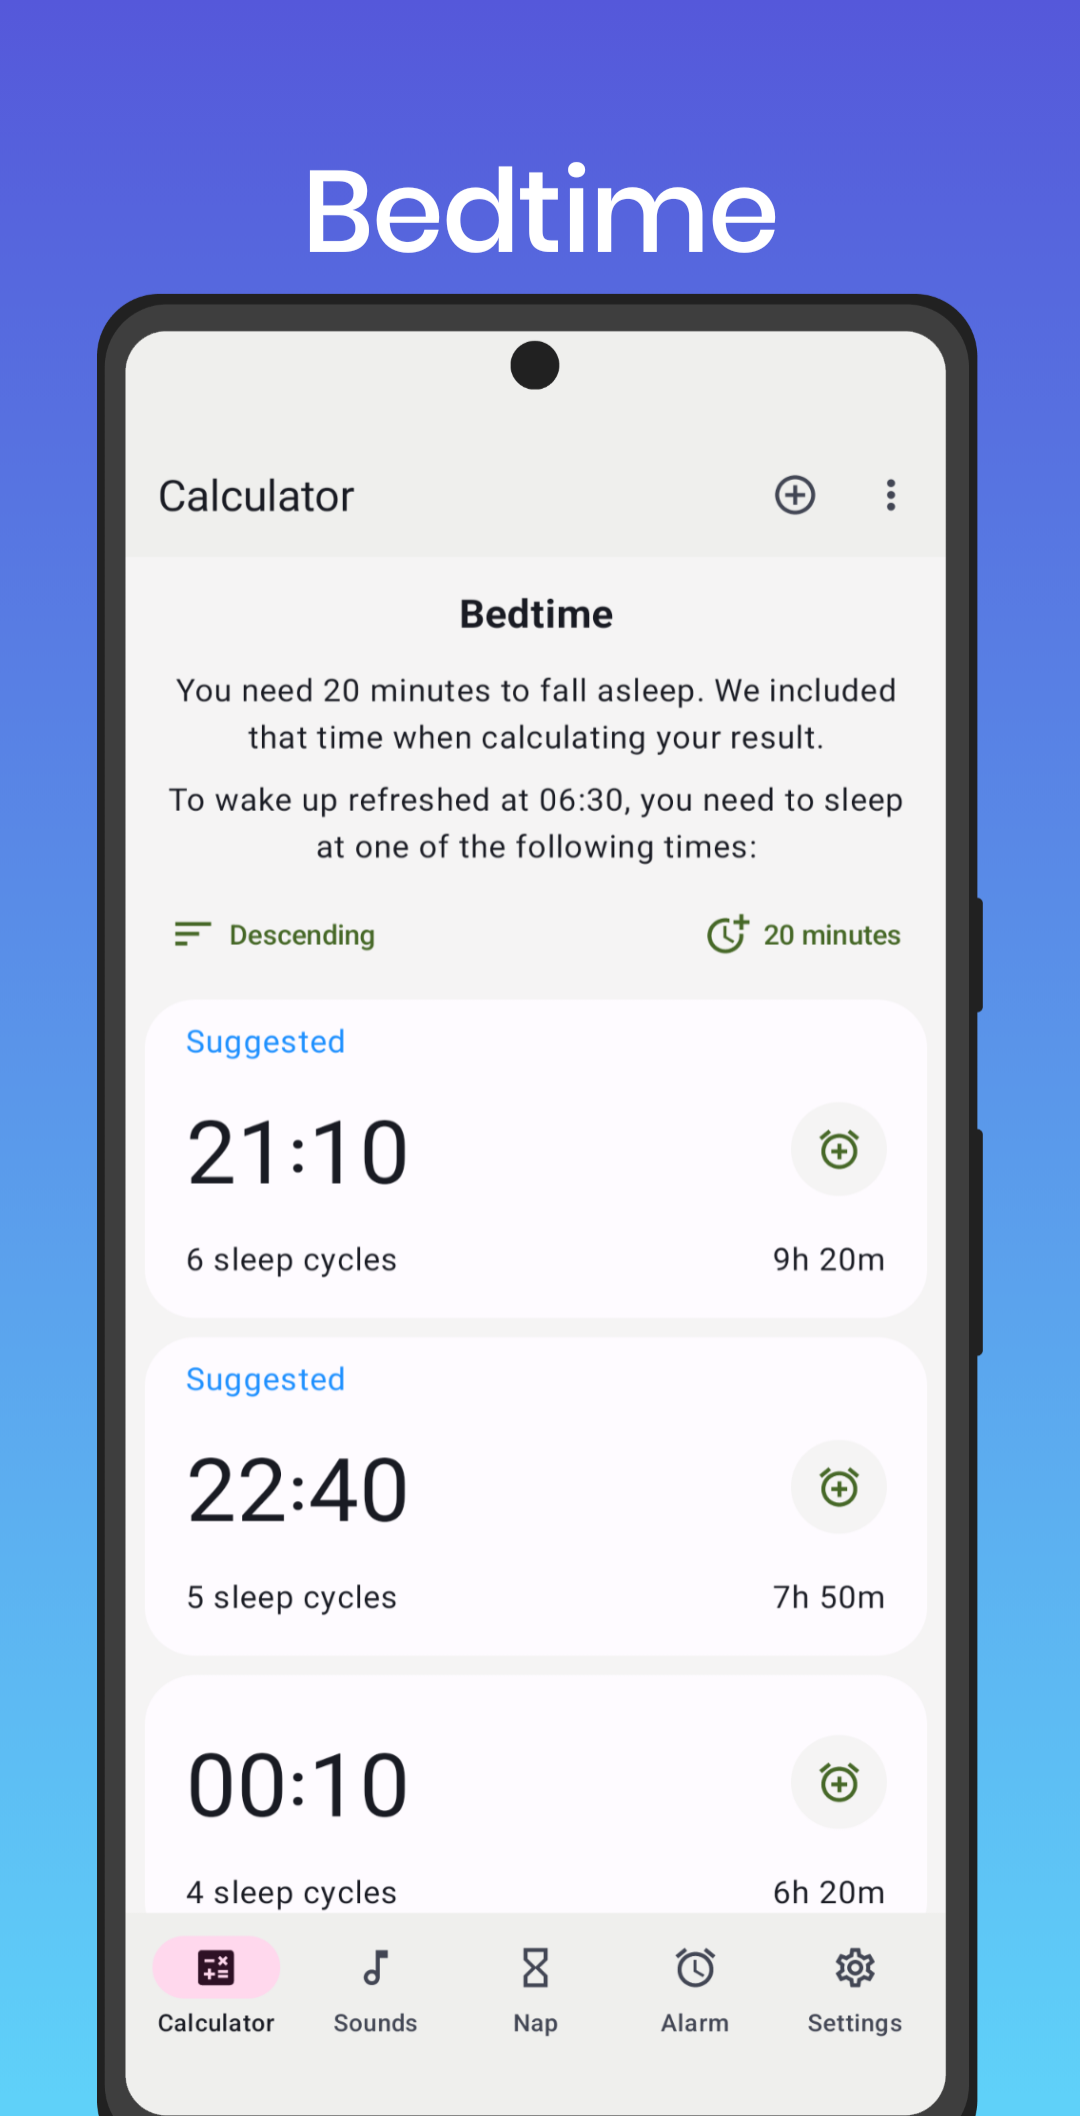 Bedtime
Calculator
Bedtime
You need 20 minutes to fall asleep. We included
that time when calculating your result.
To wake up refreshed at 06:30, you need to sleep
at one of the following times:
Descending
20 minutes
Suggested
21:10
6 sleep cycles
9h 20m
Suggested
22:40
5 sleep cycles
7h 50m
00:10
4 sleep cycles
6h 20m
Calculator
Sounds
Nap
Alarm
Settings